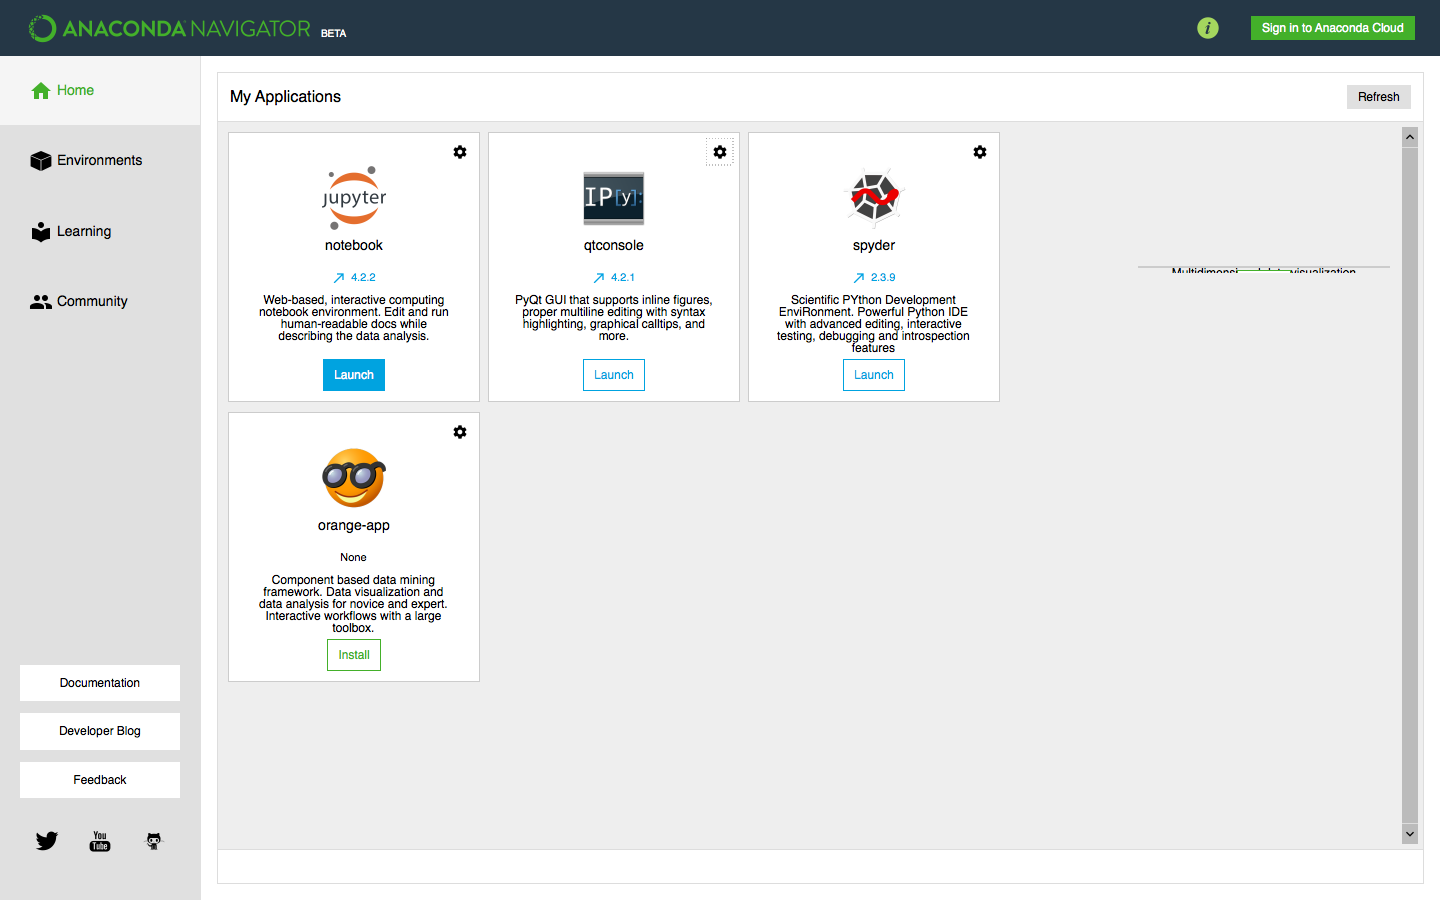 ANACONDA NAVIGATOR BETA
i
Sign in to Anaconda Cloud
Home
Environments
Learning
Community
Documentation
Developer Blog
Feedback
You Tube
My Applications
Refresh
jupyter
notebook
4.2.2
Web-based, interactive computing
notebook environment. Edit and run
human-readable docs while
describing the data analysis.
Launch
IP[y]:
qtconsole
4.2.1
PyQt GUI that supports inline figures,
proper multiline editing with syntax
highlighting, graphical calltips, and
more.
Launch
spyder
2.3.9
Scientific PYthon Development
EnviRonment. Powerful Python IDE
with advanced editing, interactive
testing, debugging and introspection
features
Launch
visualization
orange-app
None
Component based data mining
framework. Data visualization and
data analysis for novice and expert.
Interactive workflows with a large
toolbox.
Install